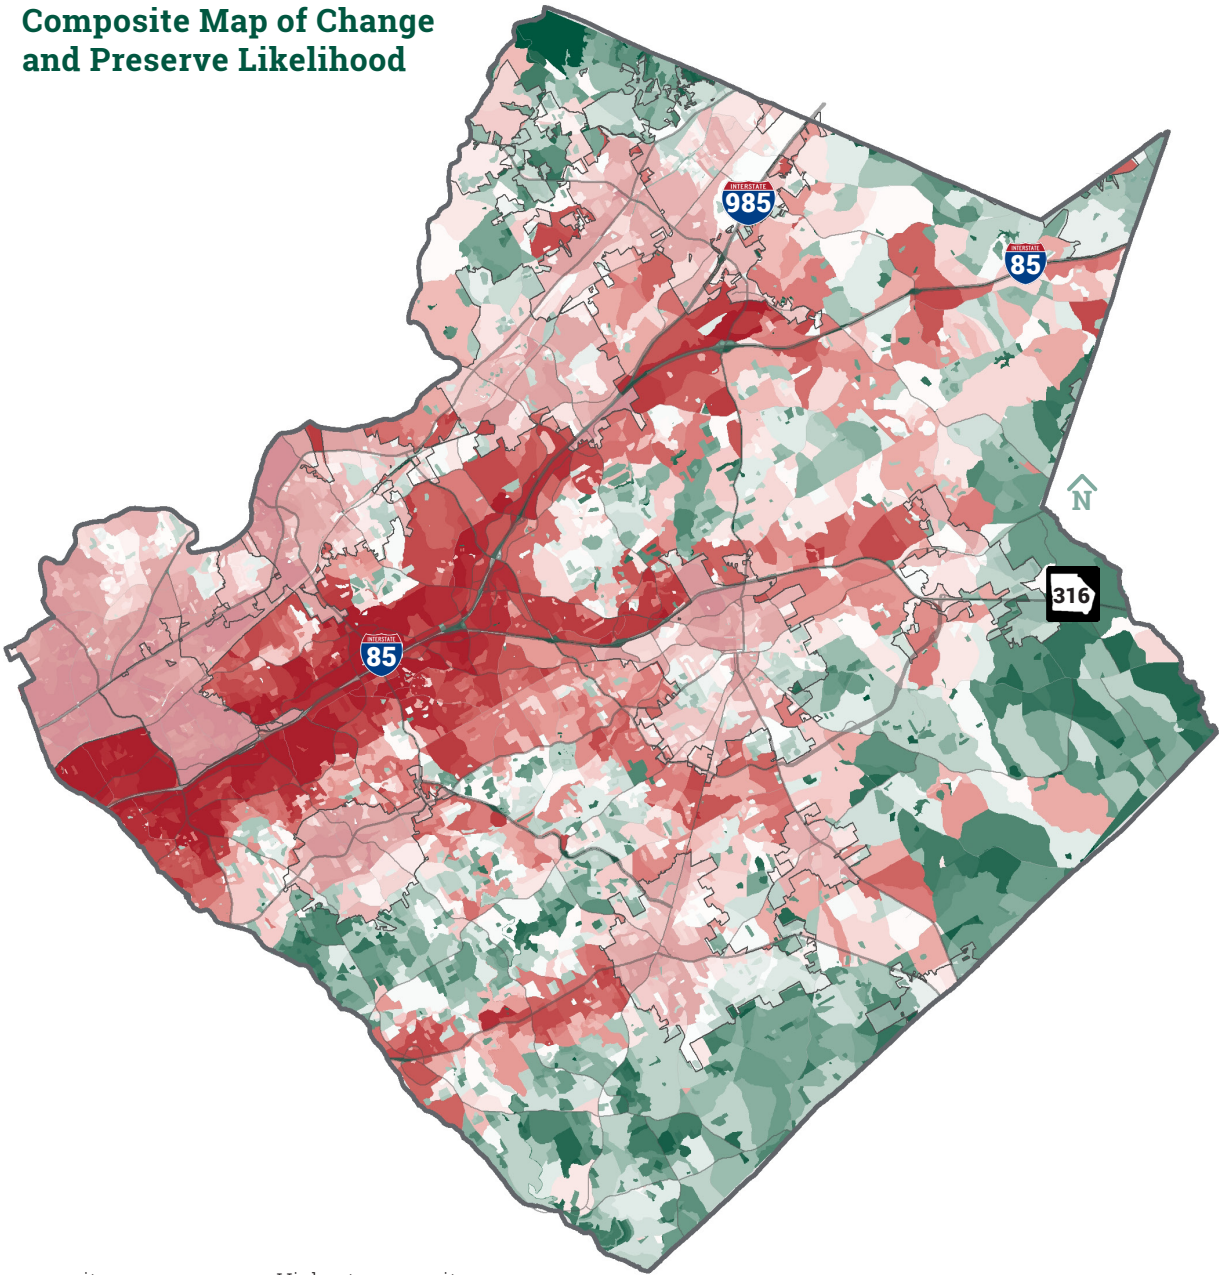 Composite Map of Change
and Preserve Likelihood
INTERSTATE
985
INTERSTATE
85
N
316
INTERSTATE
85